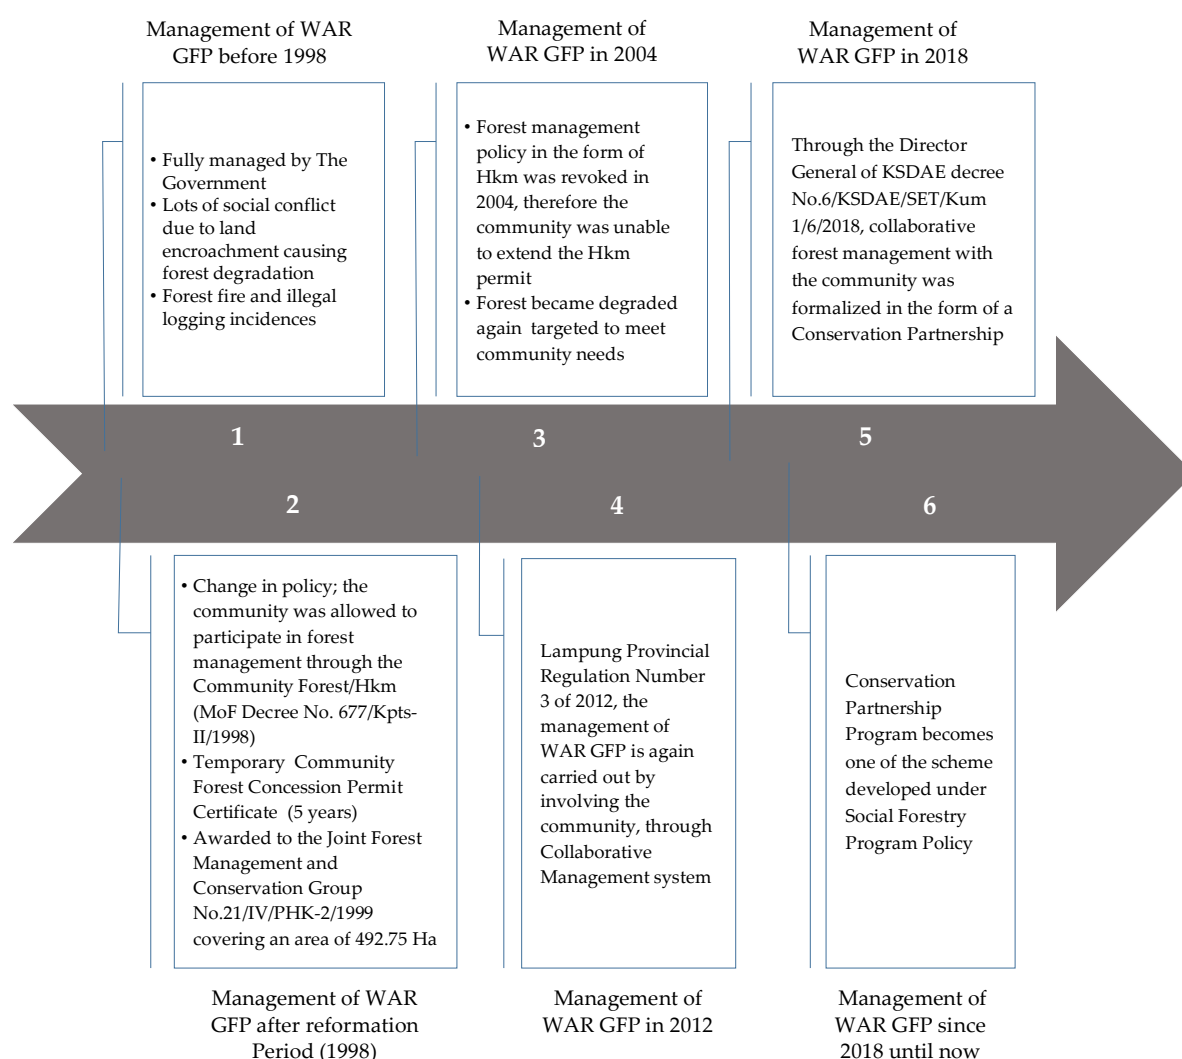 Management of WAR
GFP before 1998
• Fully managed by The
Government
• Lots of social conflict
due to land
encroachment causing
forest degradation
• Forest fire and illegal
logging incidences
1
2
• Change in policy; the
community was allowed to
participate in forest
management through the
Community Forest/Hkm
(MoF Decree No. 677/Kpts-
II/1998)
• Temporary Community
Forest Concession Permit
Certificate (5 years)
• Awarded to the Joint Forest
Management and
Conservation Group
No.21/IV/PHK-2/1999
covering an area of 492.75 Ha
Management of WAR
GFP after reformation
Period (1998)
Management of
WAR GFP in 2004
• Forest management
policy in the form of
Hkm was revoked in
2004, therefore the
community was unable
to extend the Hkm
permit
• Forest became degraded
again targeted to meet
community needs
3
4
Lampung Provincial
Regulation Number
3 of 2012, the
management of
WAR GFP is again
carried out by
involving the
community, through
Collaborative
Management system
Management of
WAR GFP in 2012
Management of
WAR GFP in 2018
Through the Director
General of KSDAE decree
No.6/KSDAE/SET/Kum
1/6/2018, collaborative
forest management with
the community was
formalized in the form of a
Conservation Partnership
5
6
Conservation
Partnership
Program becomes
one of the scheme
developed under
Social Forestry
Program Policy
Management of
WAR GFP since
2018 until now